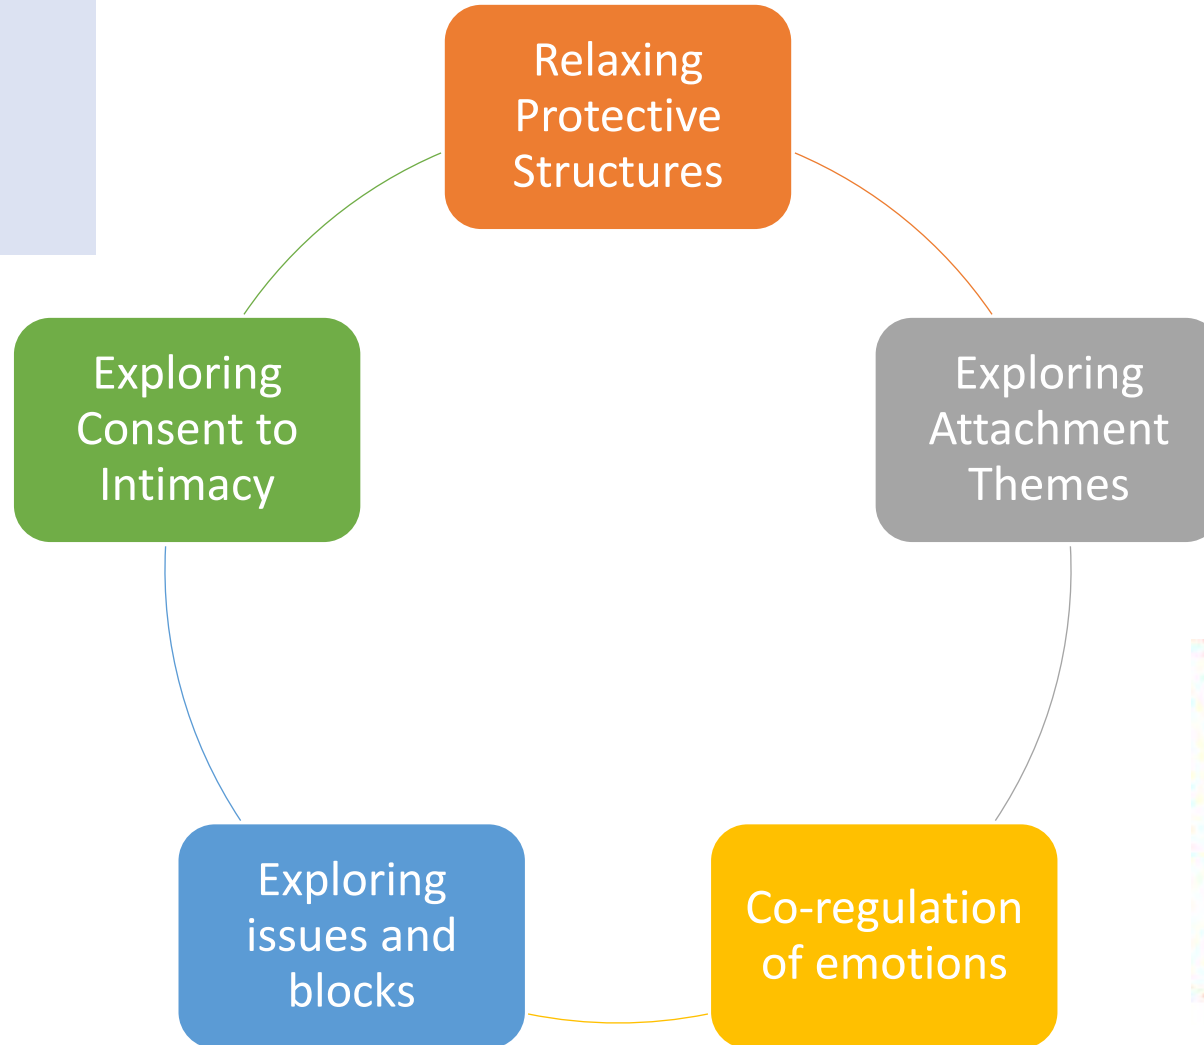 Relaxing
Protective
Structures
Exploring
Consent to
Intimacy
Exploring
Attachment
Themes
Exploring
issues and
blocks
Co-regulation
of emotions